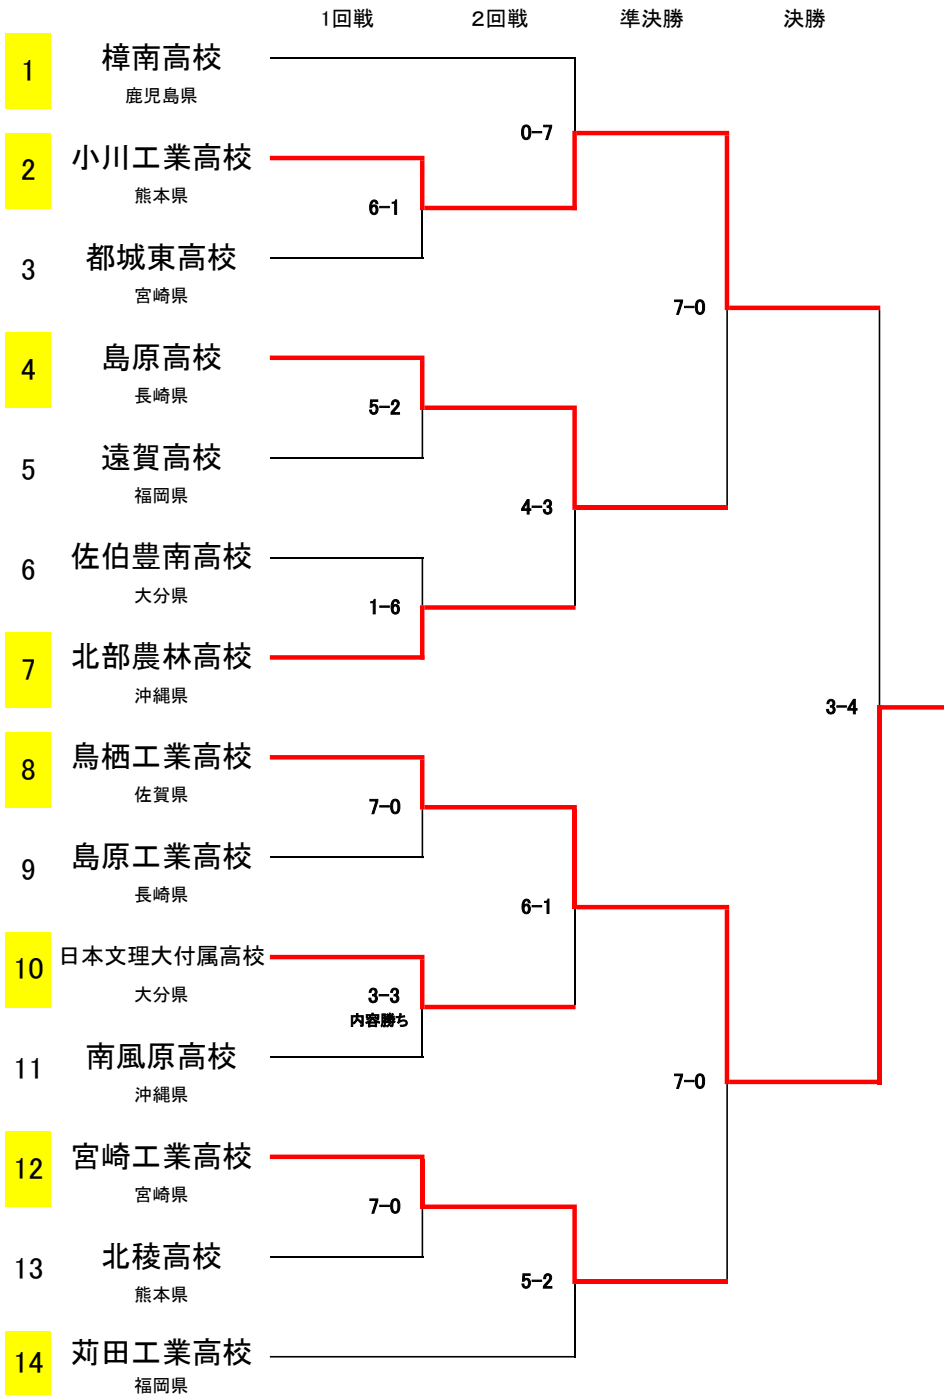 1回戦 2回戦 準決勝 決勝
1 樟南高校
鹿児島県
0-7
2 小川工業高校
熊本県
6-1
3 都城東高校
宮崎県
7-0
4 島原高校
長崎県
5-2
5 遠賀高校
福岡県
4-3
6 佐伯豊南高校
大分県
1-6
7 北部農林高校
沖縄県
3-4
8 鳥栖工業高校
佐賀県
7-0
9 島原工業高校
長崎県
6-1
10 日本文理大付属高校
大分県
3-3
内容勝ち
11 南風原高校
沖縄県
7-0
12 宮崎工業高校
宮崎県
7-0
13 北稜高校
熊本県
5-2
14 苅田工業高校
福岡県